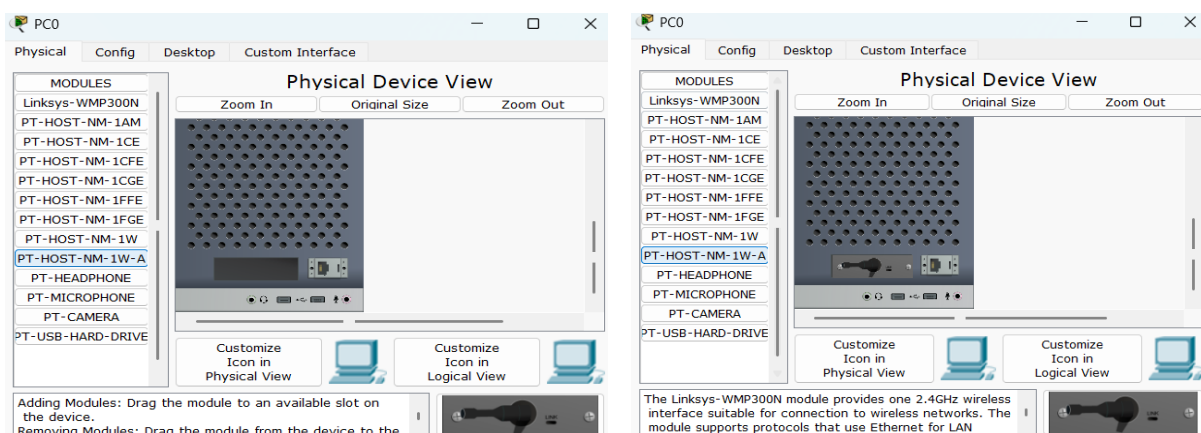 PC0
Physical Config Desktop Custom Interface
MODULES
Linksys-WMP300N
PT-HOST-NM-1AM
PT-HOST-NM-1CE
PT-HOST-NM-1CFE
PT-HOST-NM-1CGE
PT-HOST-NM-1FFE
PT-HOST-NM-1FGE
PT-HOST-NM-1W
PT-HOST-NM-1W-A
PT-HEADPHONE
PT-MICROPHONE
PT-CAMERA
PT-USB-HARD-DRIVE
Physical Device View
Zoom In Original Size Zoom Out
Customize
Icon in
Physical View
Customize
Icon in
Logical View
Adding Modules: Drag the module to an available slot on
the device.
Removing Modules: Drag the module from the device to the
LINK
PC0
Physical Config Desktop Custom Interface
MODULES
Linksys-WMP300N
PT-HOST-NM-1AM
PT-HOST-NM-1CE
PT-HOST-NM-1CFE
PT-HOST-NM-1CGE
PT-HOST-NM-1FFE
PT-HOST-NM-1FGE
PT-HOST-NM-1W
PT-HOST-NM-1W-A
PT-HEADPHONE
PT-MICROPHONE
PT-CAMERA
PT-USB-HARD-DRIVE
Physical Device View
Zoom In Original Size Zoom Out
Customize
Icon in
Physical View
Customize
Icon in
Logical View
The Linksys-WMP300N module provides one 2.4GHz wireless
interface suitable for connection to wireless networks. The
module supports protocols that use Ethernet for LAN
LINK